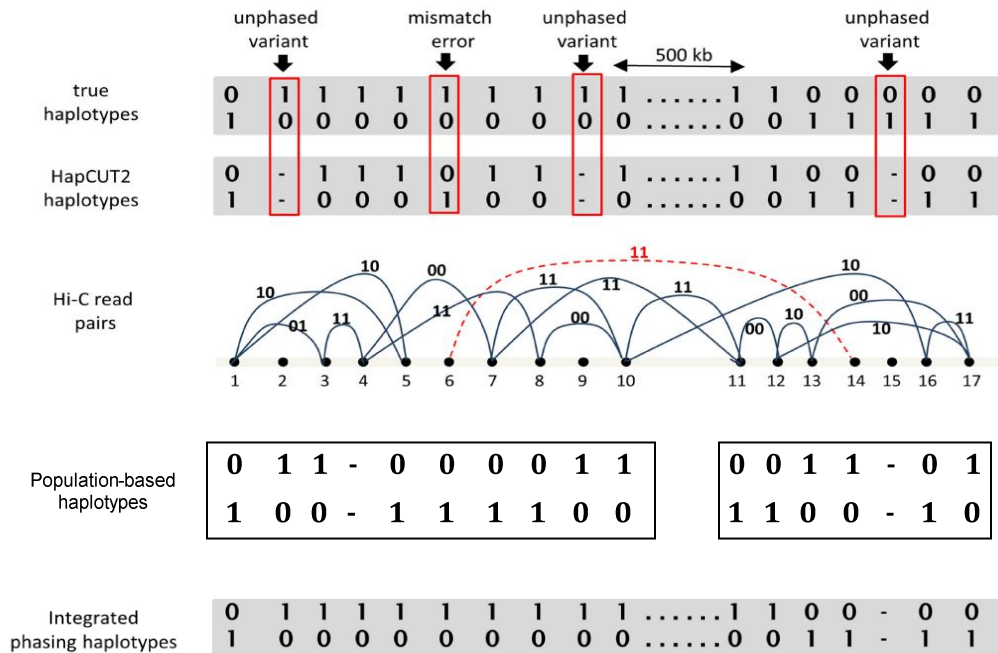 unphased variant
mismatch error
unphased variant
unphased variant
500 kb
true haplotypes
0 1 1 1 1 1 1 1 1 1 ....... 1 1 0 0 0 0 0
1 0 0 0 0 0 0 0 0 0 ....... 0 0 1 1 1 1 1
HapCUT2 haplotypes
0 - 1 1 1 0 1 1 - 1 ....... 1 1 0 0 - 0 0
1 - 0 0 0 1 0 0 - 0 ....... 0 0 1 1 - 1 1
Hi-C read pairs
10 01 11 10 00 11 11 00 11 11 11 00 10 10 00 10 11
1 2 3 4 5 6 7 8 9 10 11 12 13 14 15 16 17
Population-based haplotypes
0 1 1 - 0 0 0 0 1 1 0 0 1 1 - 0 1
1 0 0 - 1 1 1 1 0 0 1 1 0 0 - 1 0
Integrated phasing haplotypes
0 1 1 1 1 1 1 1 1 1 ....... 1 1 0 0 - 0 0
1 0 0 0 0 0 0 0 0 0 ....... 0 0 1 1 - 1 1